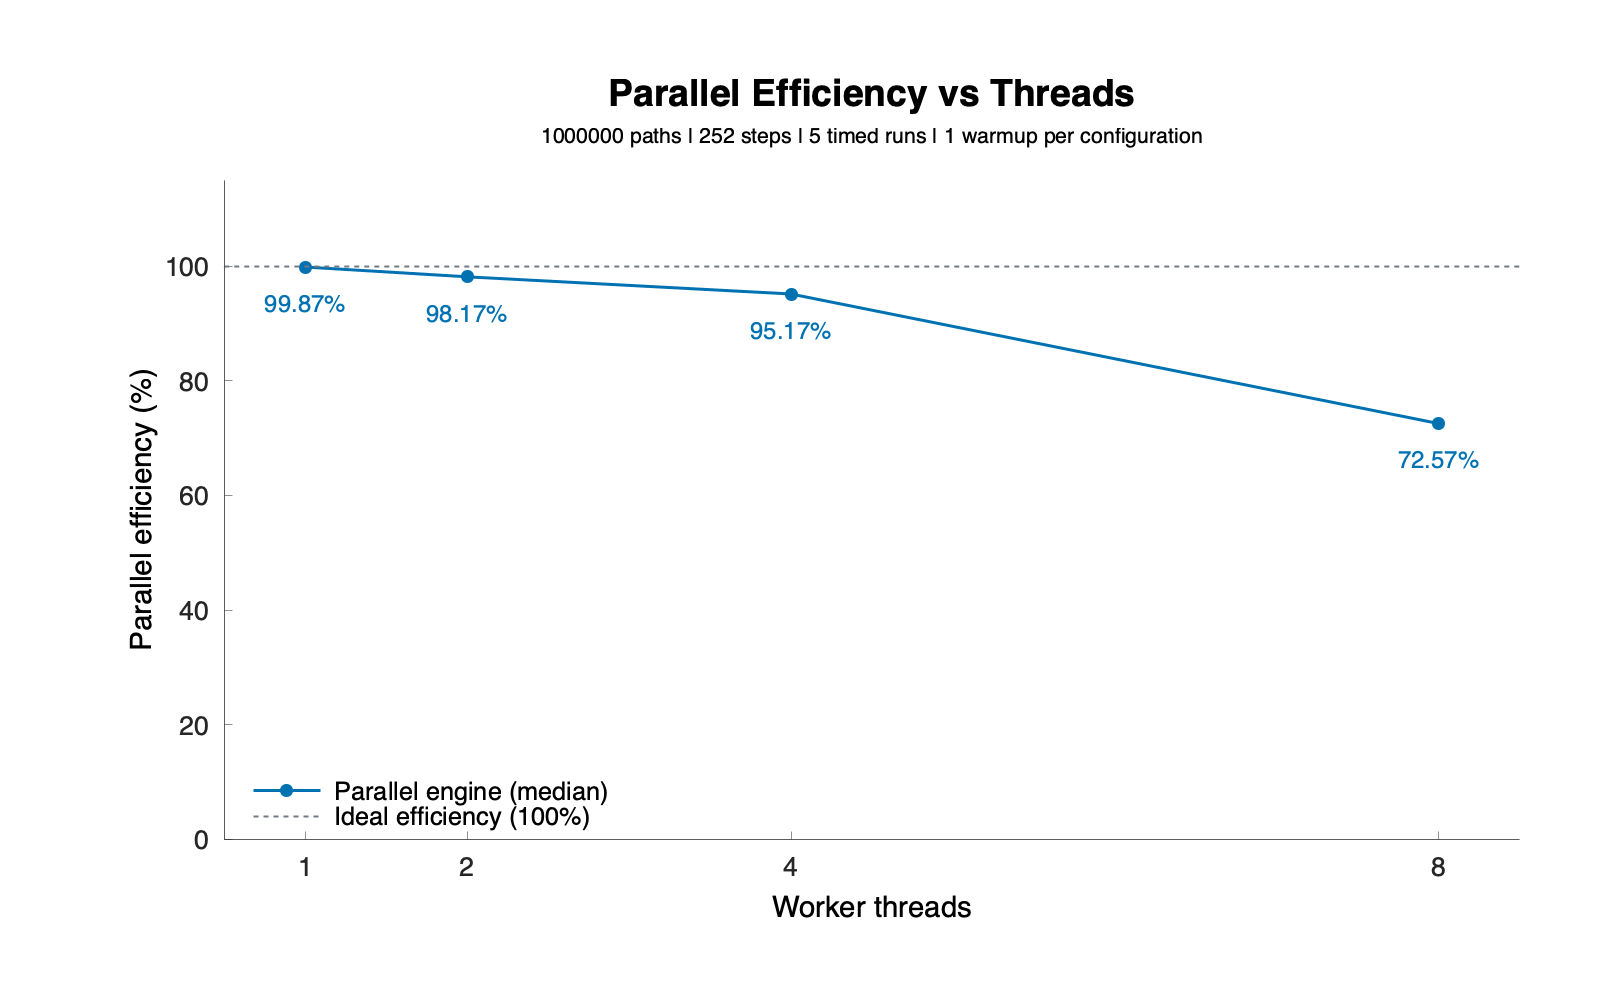 Parallel Efficiency vs Threads
1000000 paths | 252 steps | 5 timed runs | 1 warmup per configuration
Parallel efficiency (%)
100
80
60
40
20
0
99.87%
98.17%
95.17%
72.57%
Parallel engine (median)
Ideal efficiency (100%)
1 2 4 8
Worker threads